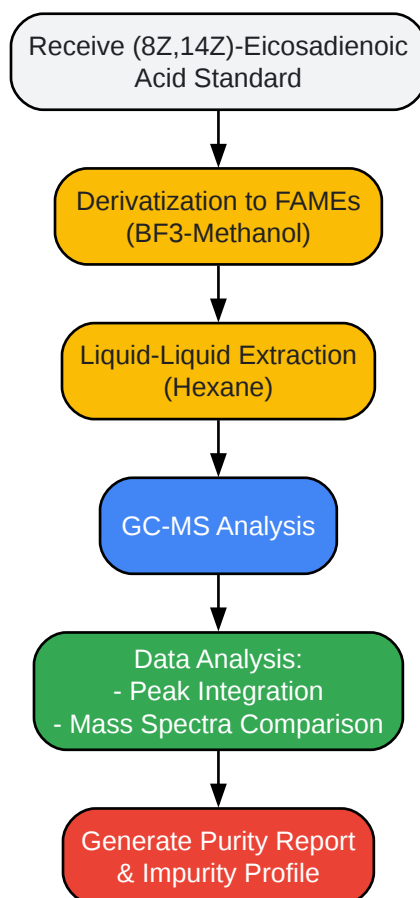 Receive (8Z,14Z)-Eicosadienoic
Acid Standard
Derivatization to FAMEs
(BF3-Methanol)
Liquid-Liquid Extraction
(Hexane)
GC-MS Analysis
Data Analysis:
- Peak Integration
- Mass Spectra Comparison
Generate Purity Report
& Impurity Profile